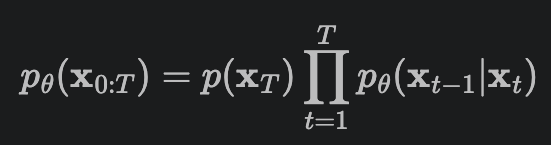 p_θ(𝐱_{0:T}) = p(𝐱_T) ∏_{t=1}^{T} p_θ(𝐱_{t−1}|𝐱_t)